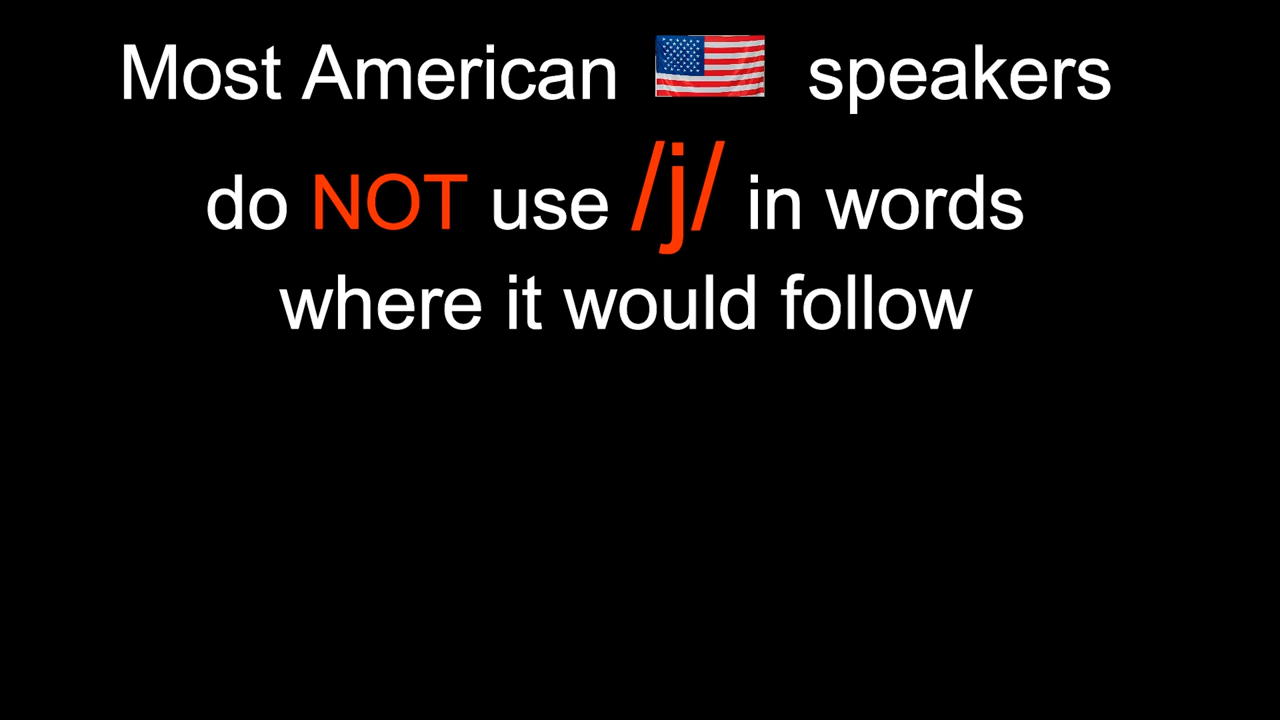 Most American speakers
do NOT use /j/ in words
where it would follow